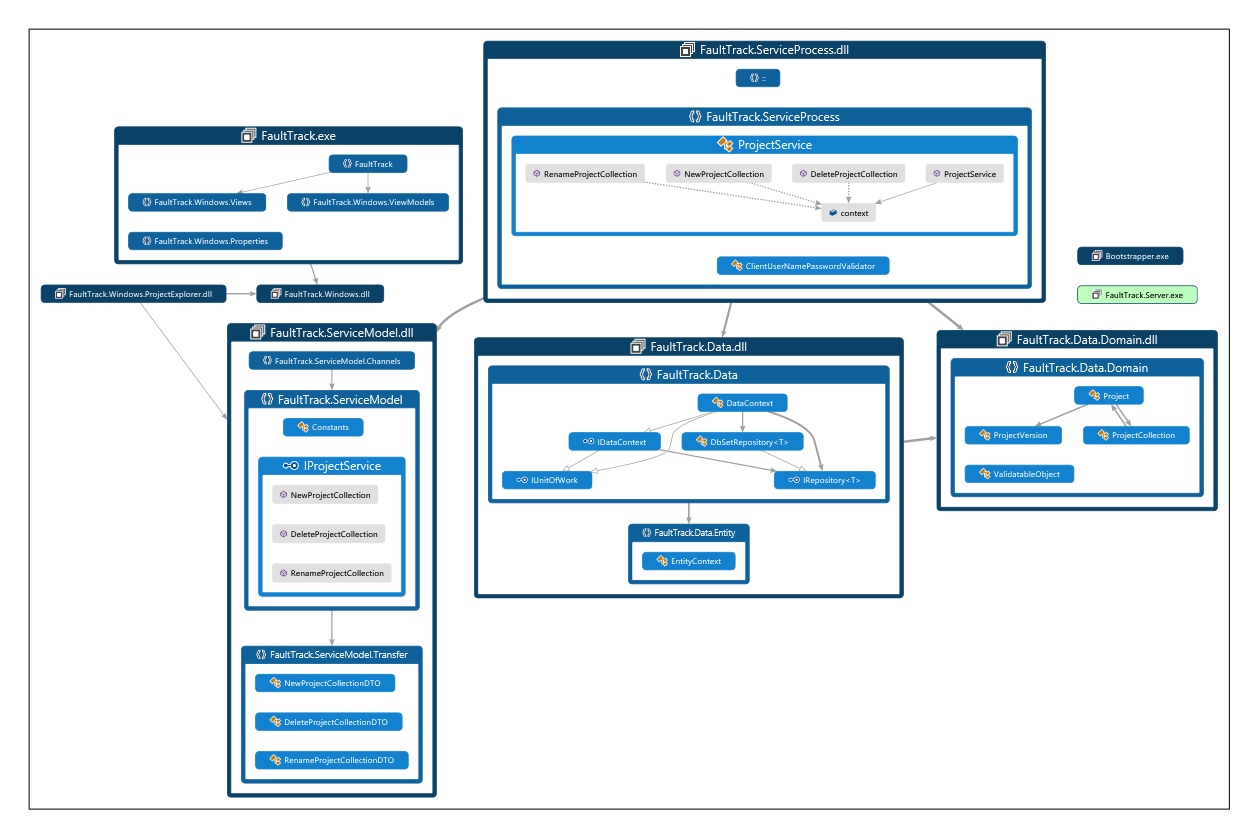 FaultTrack.ServiceProcess.dll
FaultTrack.ServiceProcess
ProjectService
RenameProjectCollection
NewProjectCollection
DeleteProjectCollection
ProjectService
context
ClientUserNamePasswordValidator
FaultTrack.exe
FaultTrack
FaultTrack.Windows.Views
FaultTrack.Windows.ViewModels
FaultTrack.Windows.Properties
FaultTrack.Windows.ProjectExplorer.dll
FaultTrack.Windows.dll
Bootstrapper.exe
FaultTrack.Server.exe
FaultTrack.ServiceModel.dll
FaultTrack.ServiceModel.Channels
FaultTrack.ServiceModel
Constants
IProjectService
NewProjectCollection
DeleteProjectCollection
RenameProjectCollection
FaultTrack.ServiceModel.Transfer
NewProjectCollectionDTO
DeleteProjectCollectionDTO
RenameProjectCollectionDTO
FaultTrack.Data.dll
FaultTrack.Data
DataContext
IDataContext
DbSetRepository<T>
IUnitOfWork
IRepository<T>
FaultTrack.Data.Entity
EntityContext
FaultTrack.Data.Domain.dll
FaultTrack.Data.Domain
Project
ProjectVersion
ProjectCollection
ValidatableObject